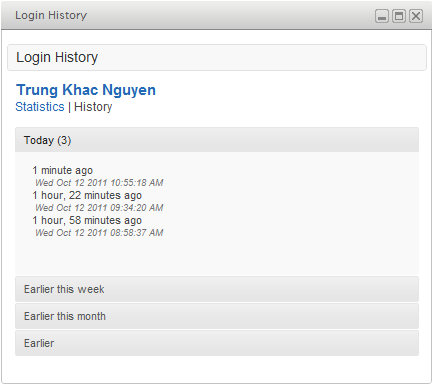 Login History
Login History
Trung Khac Nguyen
Statistics | History
Today (3)
1 minute ago
Wed Oct 12 2011 10:55:18 AM
1 hour, 22 minutes ago
Wed Oct 12 2011 09:34:20 AM
1 hour, 58 minutes ago
Wed Oct 12 2011 08:58:37 AM
Earlier this week
Earlier this month
Earlier